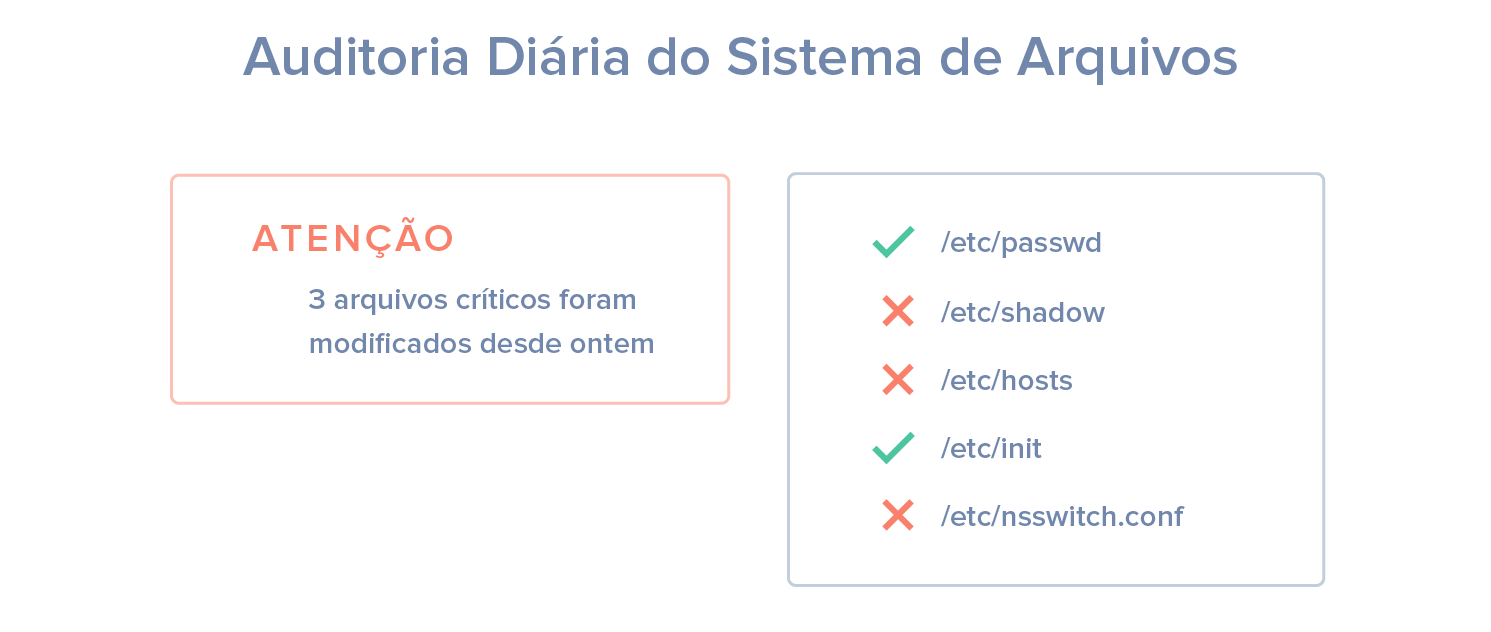 Auditoria Diária do Sistema de Arquivos
ATENÇÃO
3 arquivos críticos foram
modificados desde ontem
/etc/passwd
/etc/shadow
/etc/hosts
/etc/init
/etc/nsswitch.conf